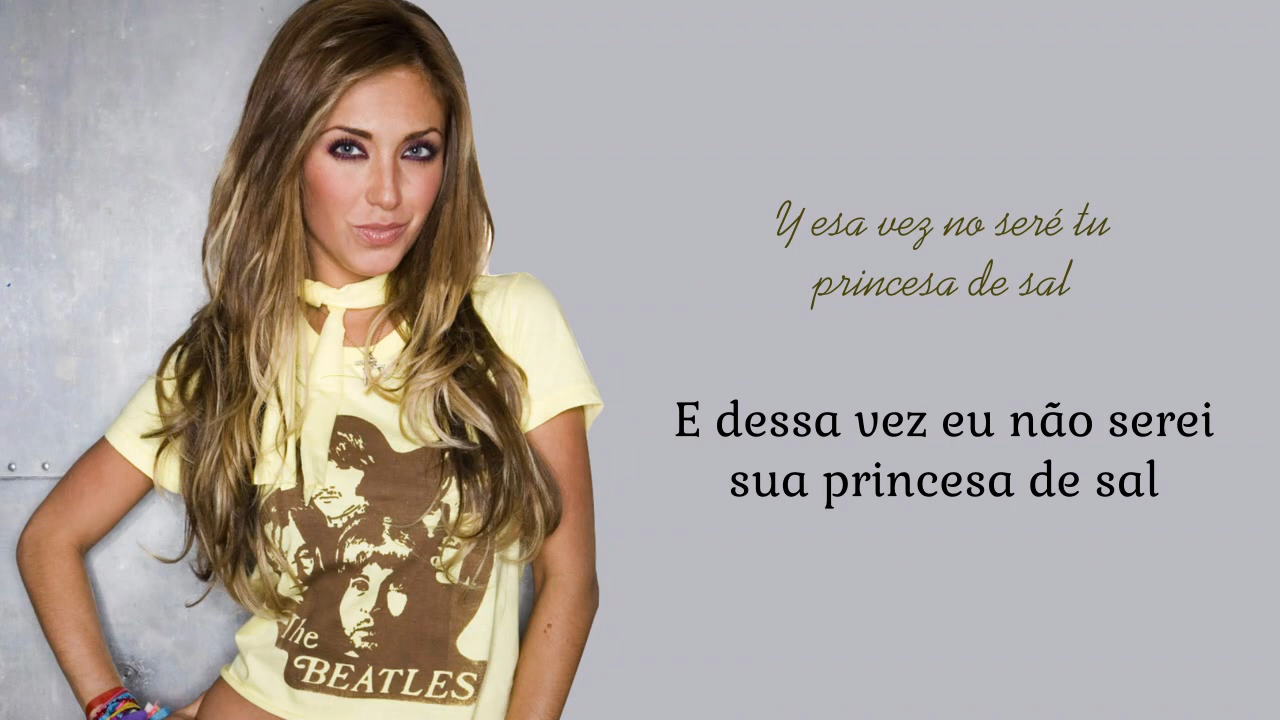 Y esa vez no seré tu
princesa de sal
E dessa vez eu não serei
sua princesa de sal
The
BEATLES